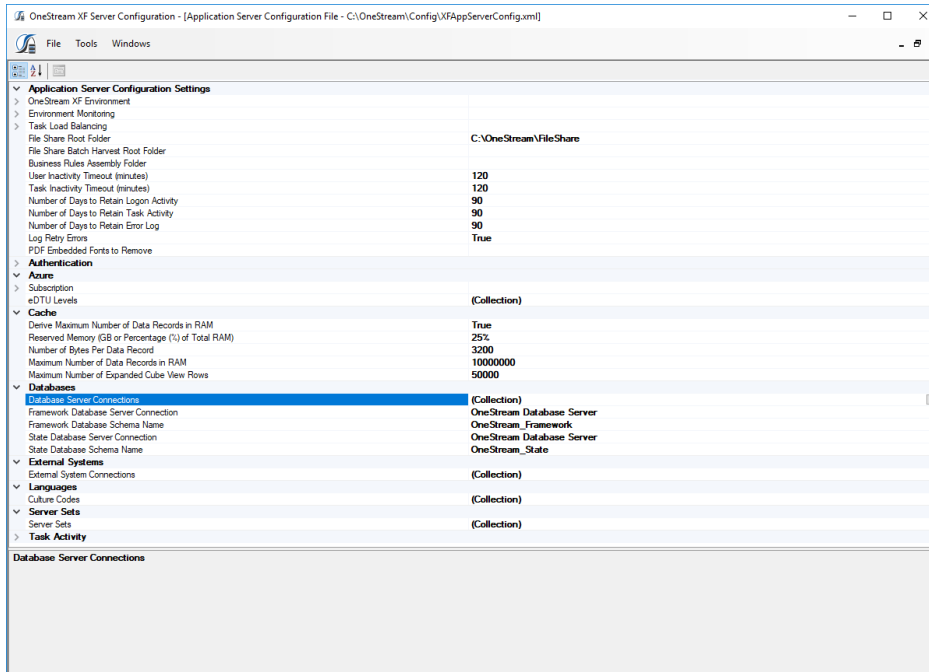 OneStream XF Server Configuration - [Application Server Configuration File - C:\OneStream\Config\XFAppServerConfig.xml]
File Tools Windows
Application Server Configuration Settings
OneStream XF Environment
Environment Monitoring
Task Load Balancing
File Share Root Folder C:\OneStream\FileShare
File Share Batch Harvest Root Folder
Business Rules Assembly Folder
User Inactivity Timeout (minutes) 120
Task Inactivity Timeout (minutes) 120
Number of Days to Retain Logon Activity 90
Number of Days to Retain Task Activity 90
Number of Days to Retain Error Log 90
Log Retry Errors True
PDF Embedded Fonts to Remove
Authentication
Azure
Subscription
eDTU Levels (Collection)
Cache
Derive Maximum Number of Data Records in RAM True
Reserved Memory (GB or Percentage (%) of Total RAM) 25%
Number of Bytes Per Data Record 3200
Maximum Number of Data Records in RAM 10000000
Maximum Number of Expanded Cube View Rows 50000
Databases
Database Server Connections (Collection)
Framework Database Server Connection OneStream Database Server
Framework Database Schema Name OneStream_Framework
State Database Server Connection OneStream Database Server
State Database Schema Name OneStream_State
External Systems
External System Connections (Collection)
Languages
Culture Codes (Collection)
Server Sets
Server Sets (Collection)
Task Activity
Database Server Connections